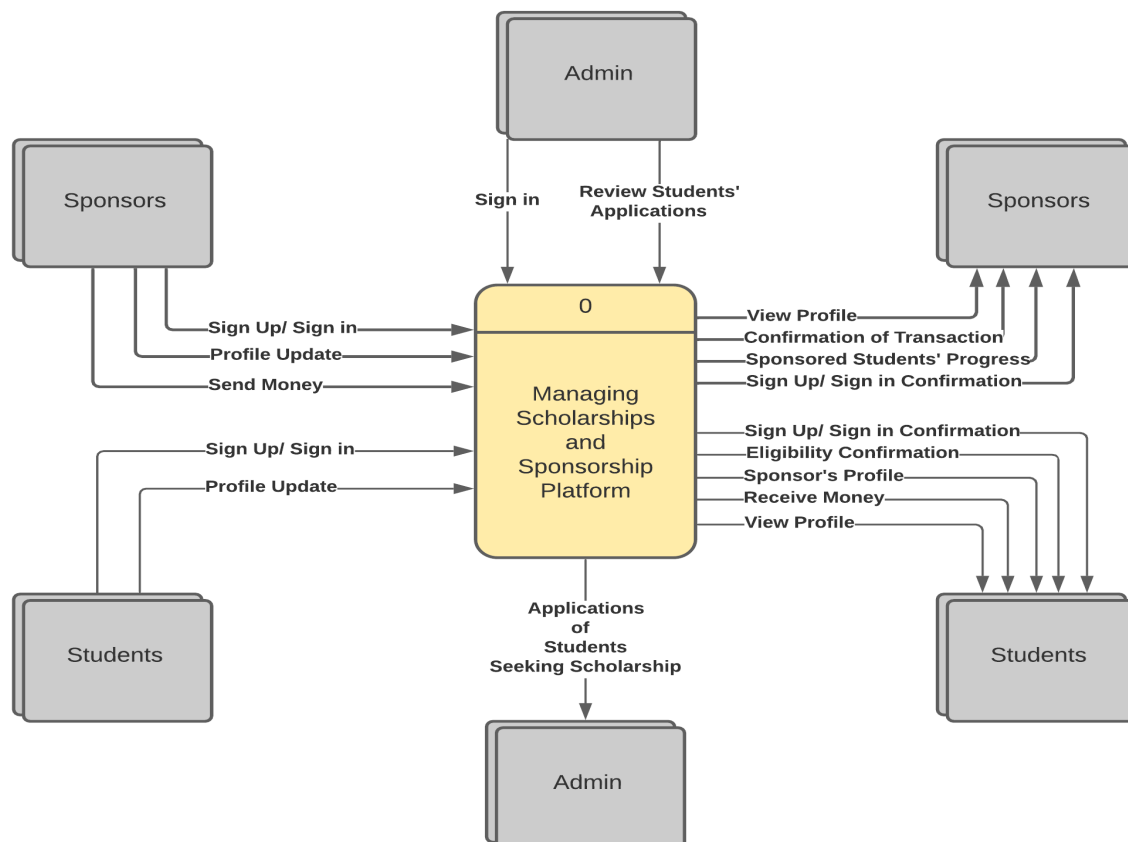 Admin
Sponsors
Sponsors
Sign in
Review Students'
Applications
0
Managing
Scholarships
and
Sponsorship
Platform
Sign Up/ Sign in
Profile Update
Send Money
Sign Up/ Sign in
Profile Update
View Profile
Confirmation of Transaction
Sponsored Students' Progress
Sign Up/ Sign in Confirmation
Sign Up/ Sign in Confirmation
Eligibility Confirmation
Sponsor's Profile
Receive Money
View Profile
Applications
of
Students
Seeking Scholarship
Students
Students
Admin